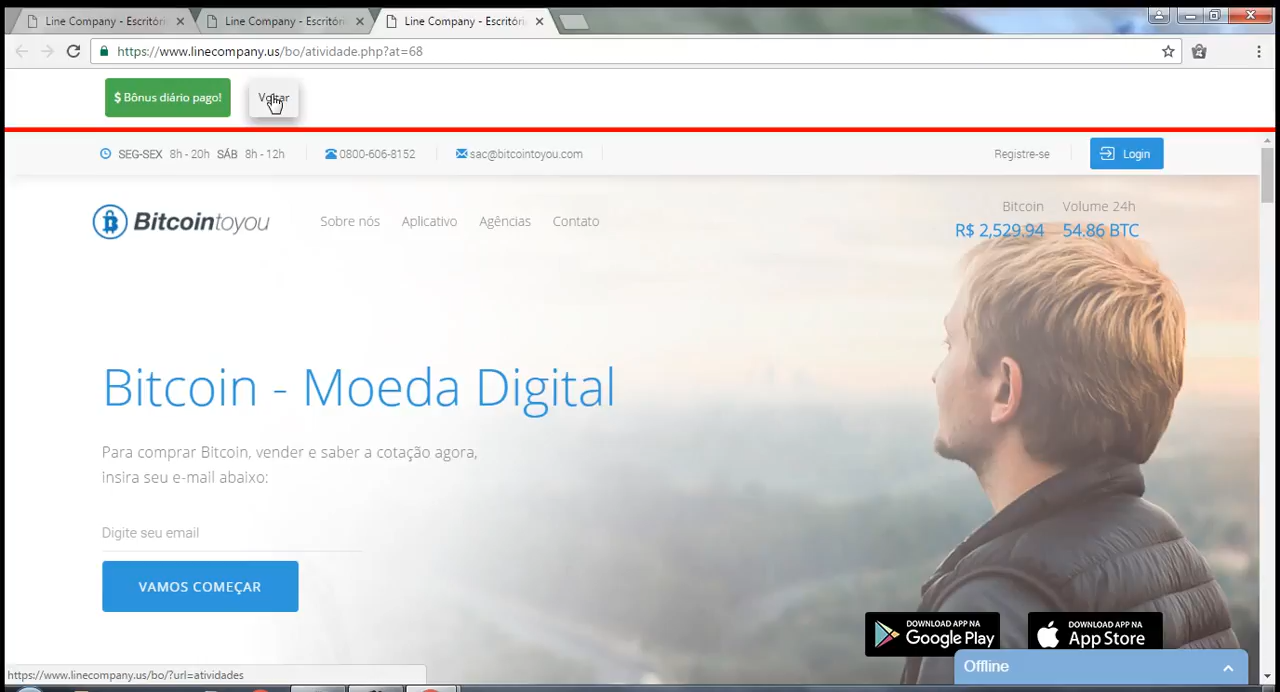 Line Company - Escritóri
Line Company - Escritóri
Line Company - Escritóri
https://www.linecompany.us/bo/atividade.php?at=68
$ Bônus diário pago!
Voltar
SEG-SEX 8h - 20h SÁB 8h - 12h
0800-606-8152
sac@bitcointoyou.com
Registre-se
Login
Bitcointoyou
Sobre nós
Aplicativo
Agências
Contato
Bitcoin Volume 24h
R$ 2,529.94 54.86 BTC
Bitcoin - Moeda Digital
Para comprar Bitcoin, vender e saber a cotação agora,
insira seu e-mail abaixo:
Digite seu email
VAMOS COMEÇAR
DOWNLOAD APP NA
Google Play
DOWNLOAD APP NA
App Store
Offline
https://www.linecompany.us/bo/?url=atividades